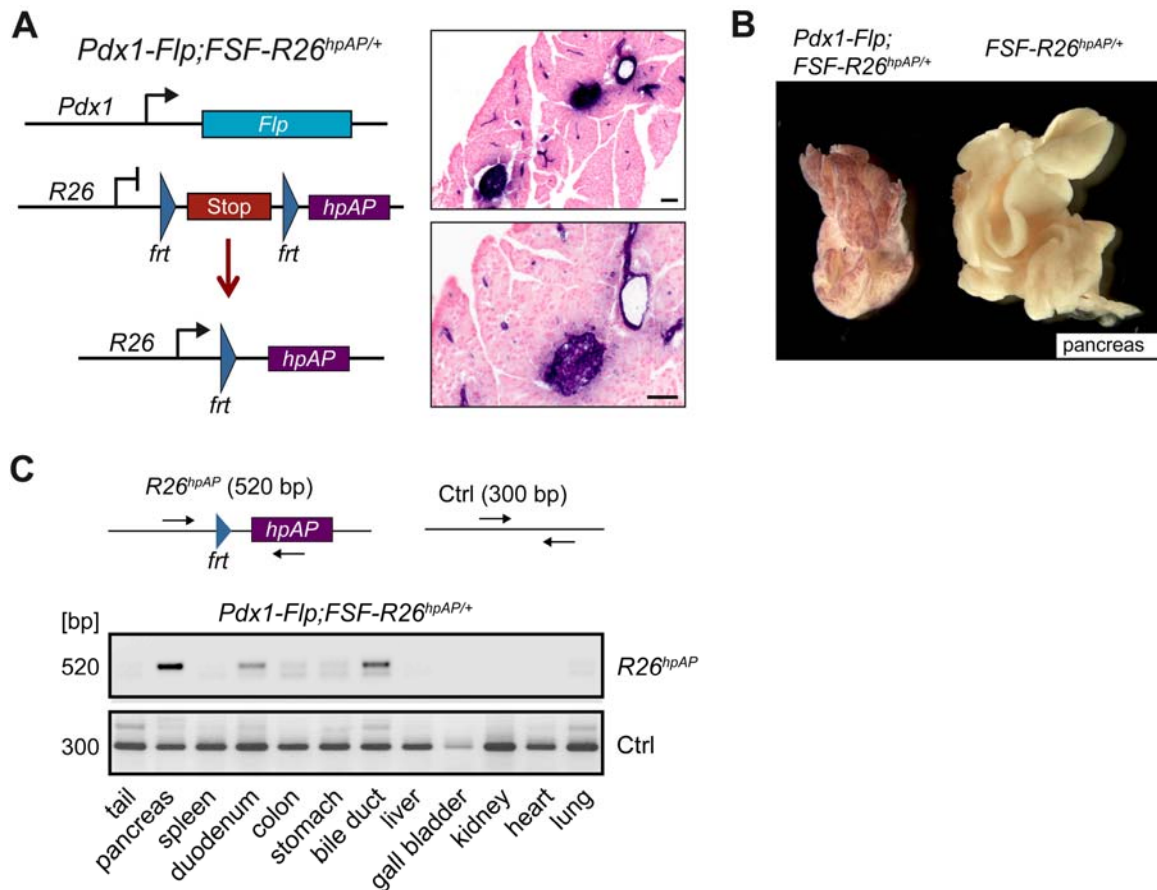 A
Pdx1-Flp;FSF-R26hpAP/+
Pdx1
Flp
R26
Stop
hpAP
frt
frt
R26
hpAP
frt
B
Pdx1-Flp;
FSF-R26hpAP/+
FSF-R26hpAP/+
pancreas
C
R26hpAP (520 bp)
hpAP
frt
Ctrl (300 bp)
Pdx1-Flp;FSF-R26hpAP/+
[bp]
520
R26hpAP
300
Ctrl
tail
pancreas
spleen
duodenum
colon
stomach
bile duct
liver
gall bladder
kidney
heart
lung